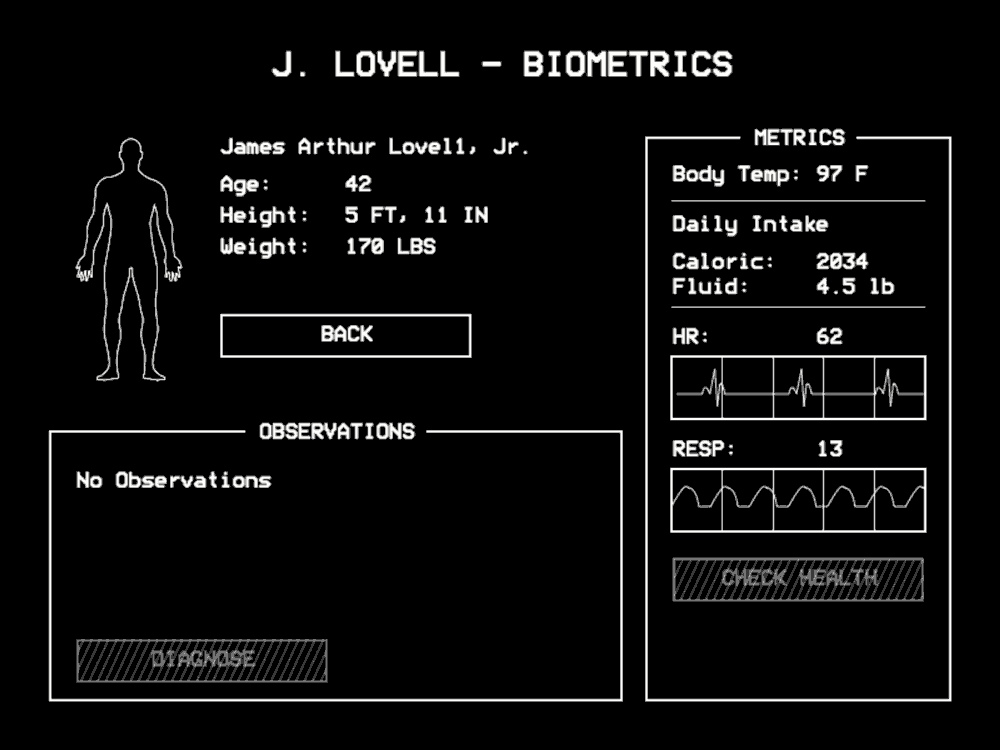 J. LOVELL - BIOMETRICS
James Arthur Lovell, Jr.
Age: 42
Height: 5 FT, 11 IN
Weight: 170 LBS
BACK
OBSERVATIONS
No Observations
DIAGNOSE
METRICS
Body Temp: 97 F
Daily Intake
Caloric: 2034
Fluid: 4.5 lb
HR: 62
RESP: 13
CHECK HEALTH